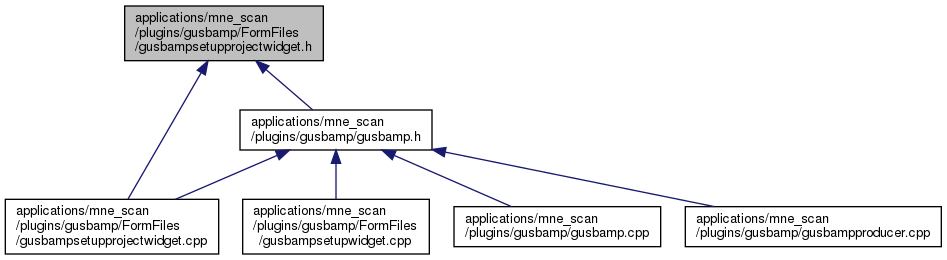 applications/mne_scan
/plugins/gusbamp/FormFiles
/gusbampsetupprojectwidget.h
applications/mne_scan
/plugins/gusbamp/gusbamp.h
applications/mne_scan
/plugins/gusbamp/FormFiles
/gusbampsetupprojectwidget.cpp
applications/mne_scan
/plugins/gusbamp/FormFiles
/gusbampsetupwidget.cpp
applications/mne_scan
/plugins/gusbamp/gusbamp.cpp
applications/mne_scan
/plugins/gusbamp/gusbampproducer.cpp